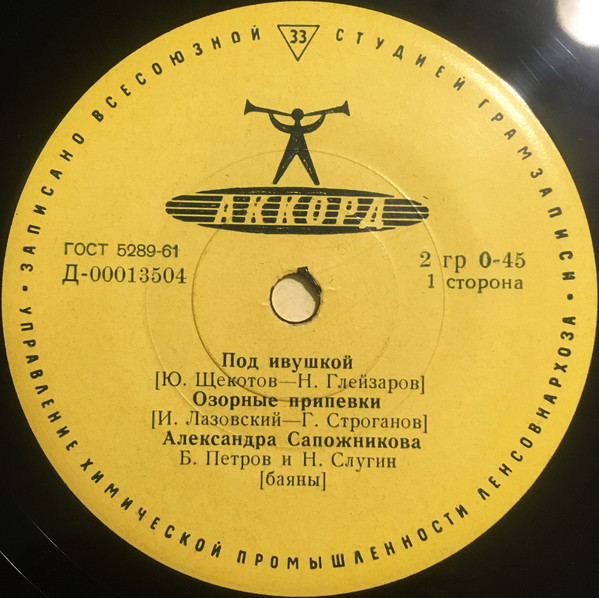 • ЗАПИСАНО ВСЕСОЮЗНОЙ СТУДИЕЙ ГРАМЗАПИСИ •
33
АККОРД
ГОСТ 5289-61
Д-00013504
2 гр 0-45
1 сторона
Под ивушкой
[Ю. Щекотов—Н. Глейзаров]
Озорные припевки
[И. Лазовский—Г. Строганов]
Александра Сапожникова
Б. Петров и Н. Слугин
[баяны]
УПРАВЛЕНИЕ ХИМИЧЕСКОЙ ПРОМЫШЛЕННОСТИ ЛЕНСОВНАРХОЗА